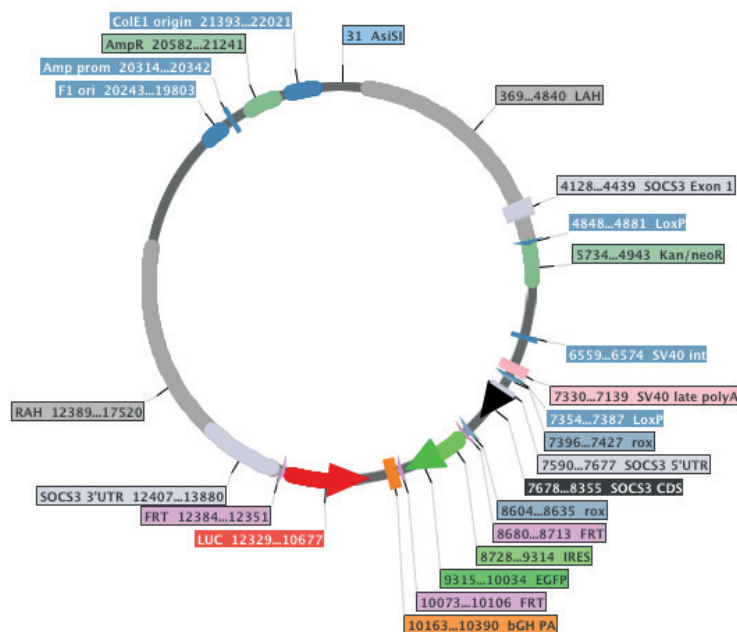 ColE1 origin 21393...22021
31 AsiSI
AmpR 20582...21241
Amp prom 20314...20342
F1 ori 20243...19803
369...4840 LAH
4128...4439 SOCS3 Exon 1
4848...4881 LoxP
5734...4943 Kan/neoR
6559...6574 SV40 int
7330...7139 SV40 late polyA
7354...7387 LoxP
7396...7427 rox
7590...7677 SOCS3 5'UTR
7678...8355 SOCS3 CDS
8604...8635 rox
8680...8713 FRT
8728...9314 IRES
9315...10034 EGFP
10073...10106 FRT
10163...10390 bGH PA
RAH 12389...17520
SOCS3 3'UTR 12407...13880
FRT 12384...12351
LUC 12329...10677